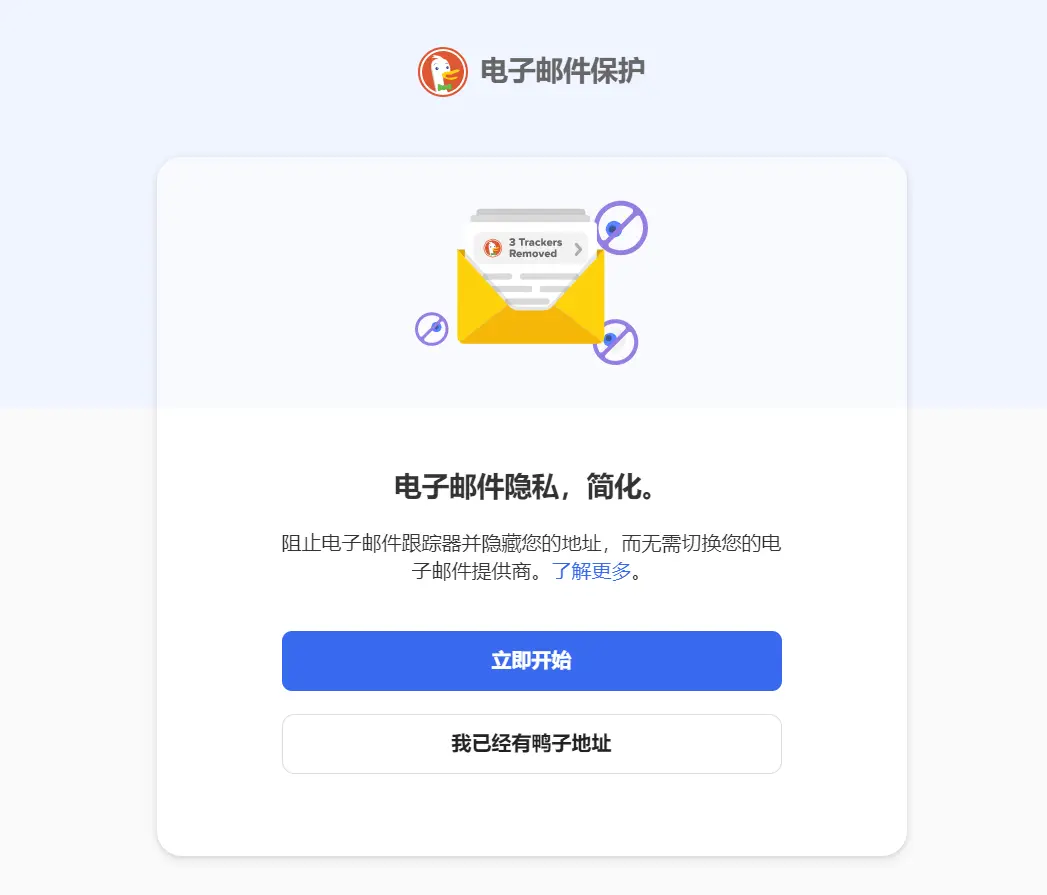 电子邮件保护
3 Trackers
Removed
电子邮件隐私，简化。
阻止电子邮件跟踪器并隐藏您的地址，而无需切换您的电
子邮件提供商。了解更多。
立即开始
我已经有鸭子地址